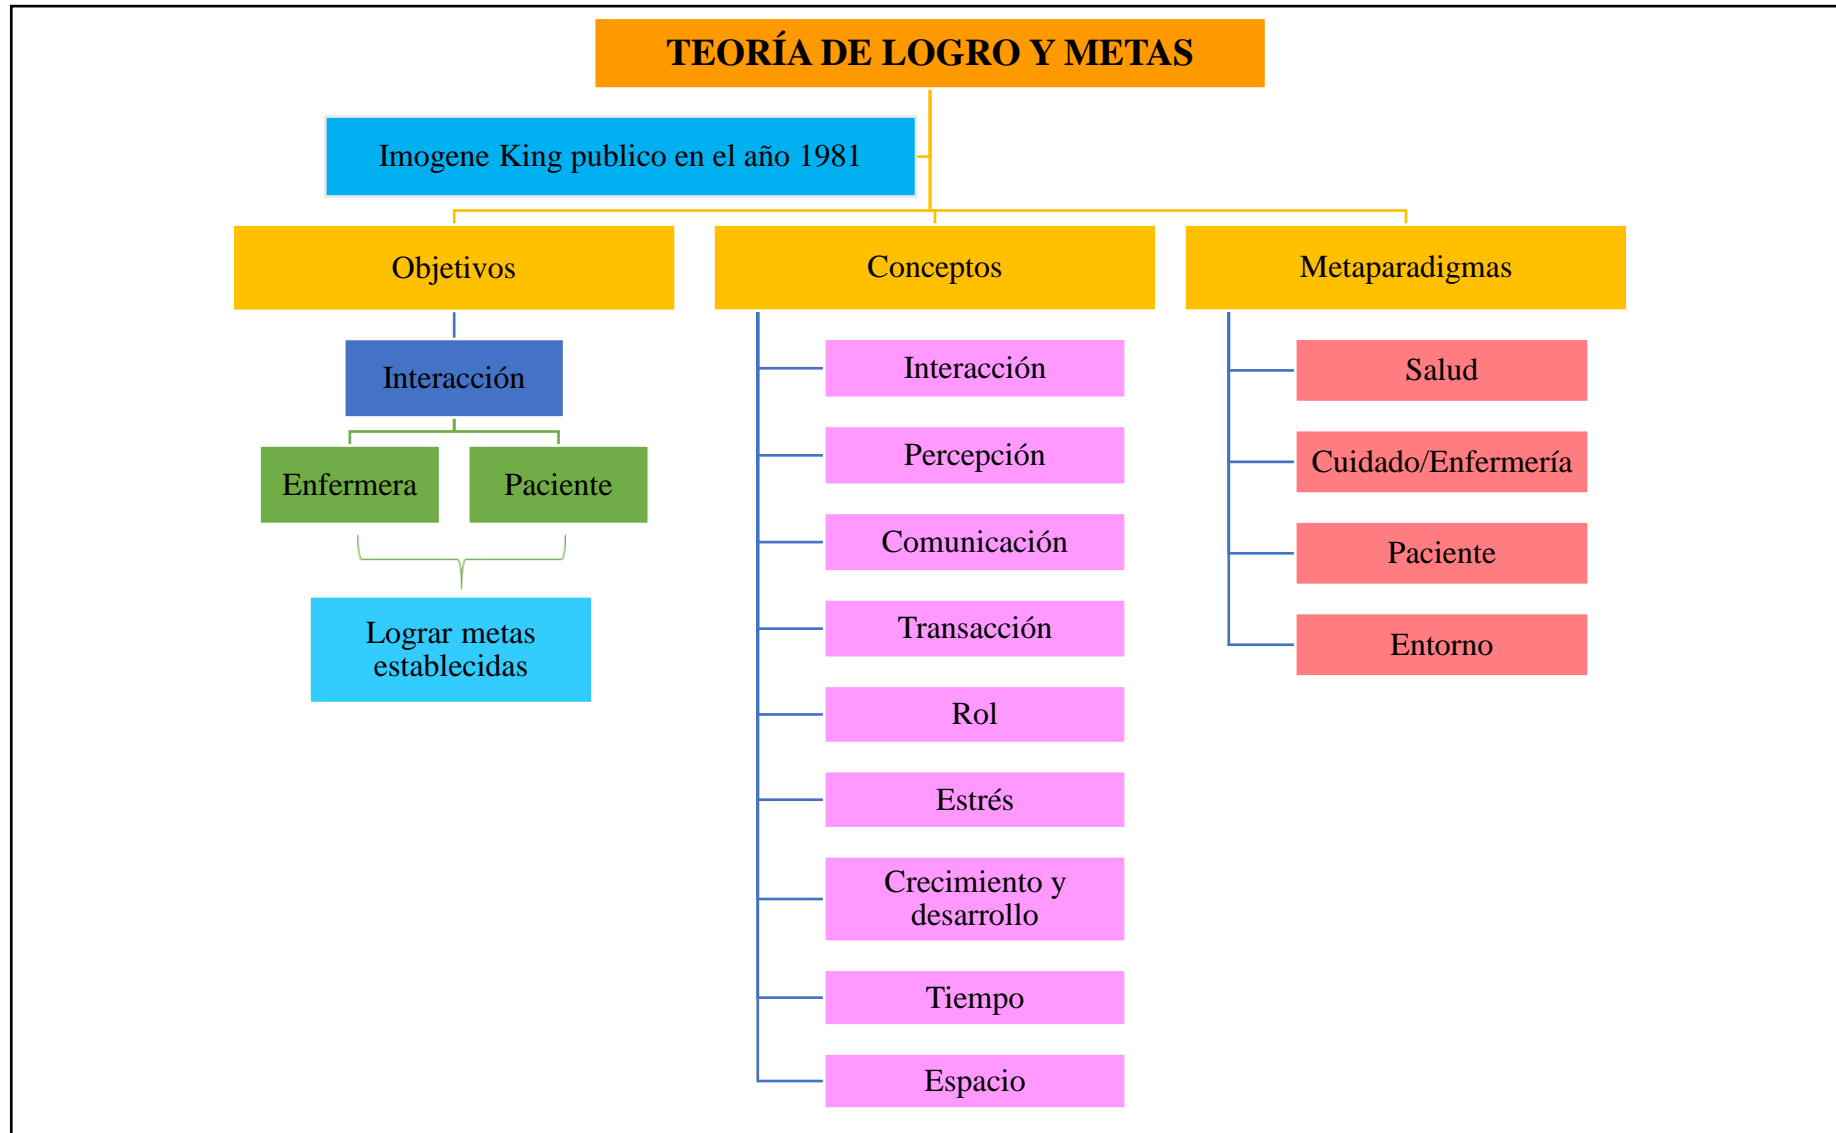 TEORÍA DE LOGRO Y METAS
Imogene King publico en el año 1981
Objetivos
Interacción
Enfermera
Paciente
Lograr metas
establecidas
Conceptos
Interacción
Percepción
Comunicación
Transacción
Rol
Estrés
Crecimiento y
desarrollo
Tiempo
Espacio
Metaparadigmas
Salud
Cuidado/Enfermería
Paciente
Entorno